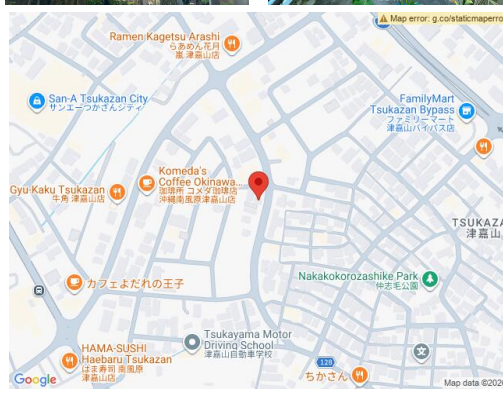 Map error: g.co/staticmaperro
Ramen Kagetsu Arashi
らあめん花月
嵐 津嘉山店
San-A Tsukazan City
サンエーつかざんシティ
FamilyMart
Tsukazan Bypass
ファミリーマート
津嘉山バイパス店
Komeda's
Coffee Okinawa...
珈琲所 コメダ珈琲店
沖縄南風原津嘉山店
Gyu Kaku Tsukazan
牛角 津嘉山店
TSUKAZA
津嘉山
Nakakokorozashike Park
仲志毛公園
カフェよだれの王子
Tsukayama Motor
Driving School
津嘉山自動車学校
HAMA-SUSHI
Haebaru Tsukazan
はま寿司 南風原
津嘉山店
128
ちかさん
Google
Map data ©2026